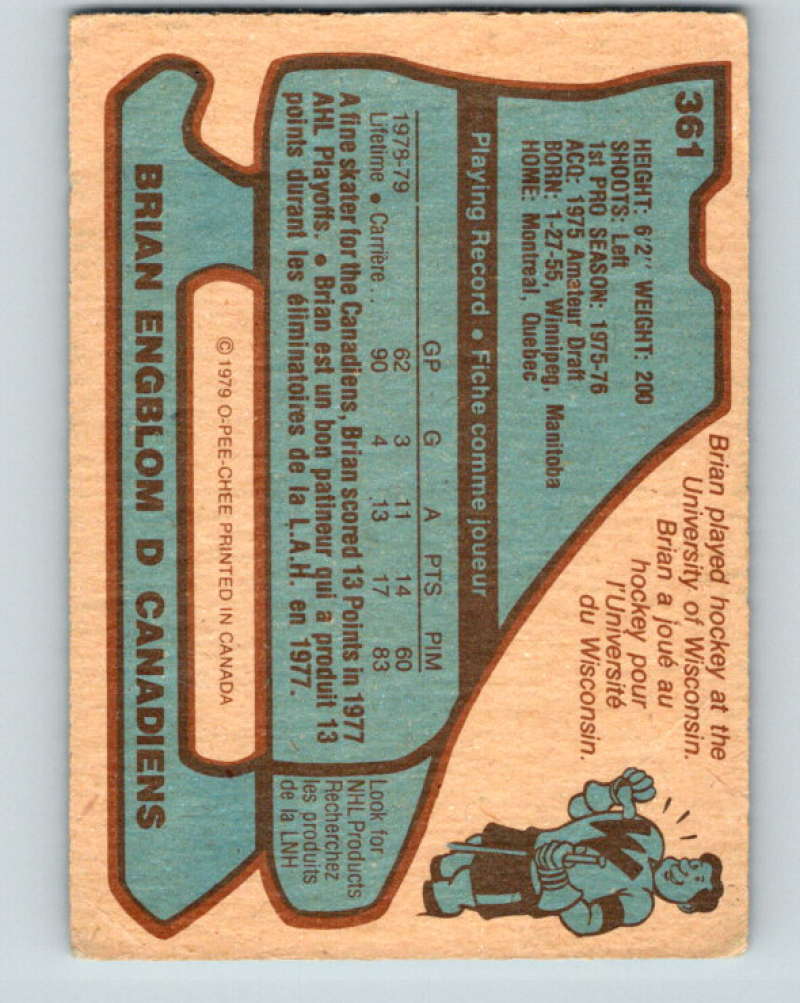 361
HEIGHT: 6'2" WEIGHT: 200
SHOOTS: Left
1st PRO SEASON: 1975-76
ACQ: 1975 Amateur Draft
BORN: 1-27-55, Winnipeg, Manitoba
HOME: Montreal, Quebec
Brian played hockey at the
University of Wisconsin.
Brian a joué au
hockey pour
l'Université
du Wisconsin.
Playing Record • Fiche comme joueur
GP G A PTS PIM
1978-79 62 3 11 14 60
Lifetime • Carrière . . 90 4 13 17 83
A fine skater for the Canadiens, Brian scored 13 Points in 1977
AHL Playoffs. • Brian est un bon patineur qui a produit 13
points durant les éliminatoires de la L.A.H. en 1977.
Look for
NHL Products
Recherchez
les produits
de la LNH
© 1979 O-PEE-CHEE PRINTED IN CANADA
BRIAN ENGBLOM D CANADIENS